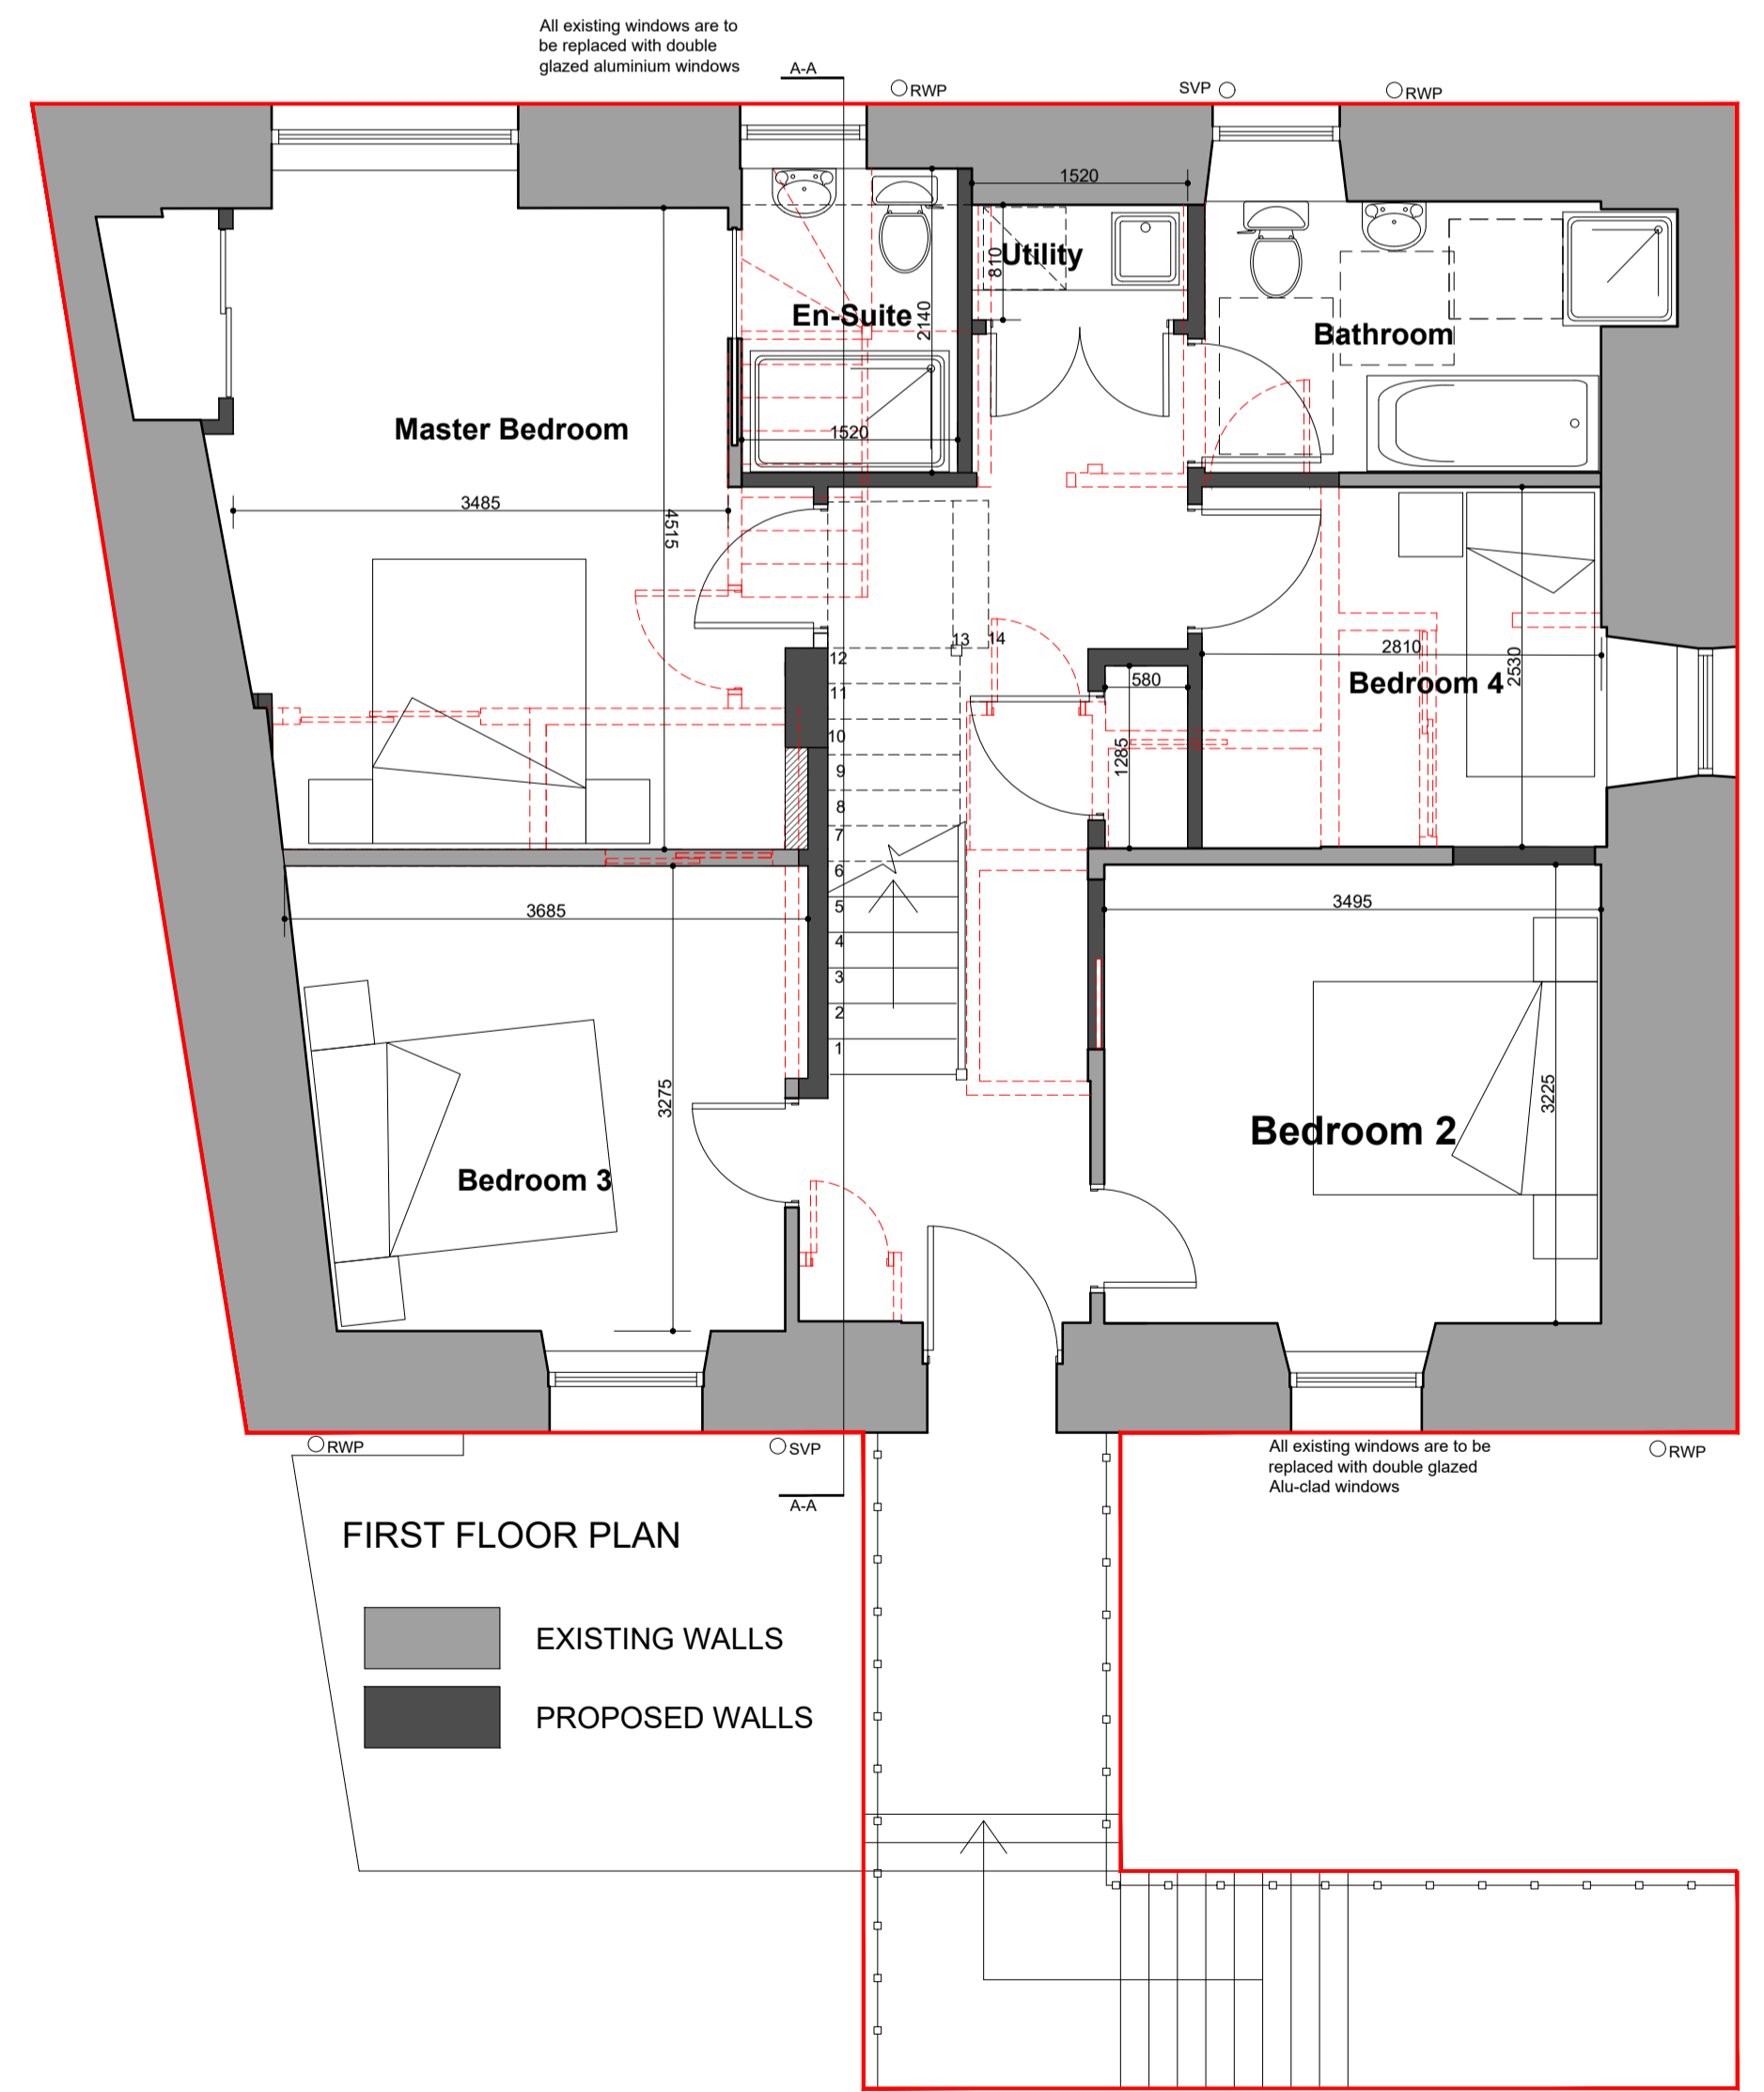 All existing windows are to
be replaced with double
glazed aluminium windows
A-A
RWP
SVP
RWP
1520
810
Utility
En-Suite
2140
Bathroom
1520
Master Bedroom
3485
4515
13
14
12
11
10
9
8
7
6
5
4
3
2
1
580
1285
2810
2530
Bedroom 4
3685
3495
3275
3225
Bedroom 3
Bedroom 2
RWP
SVP
A-A
All existing windows are to be
replaced with double glazed
Alu-clad windows
RWP
FIRST FLOOR PLAN
EXISTING WALLS
PROPOSED WALLS